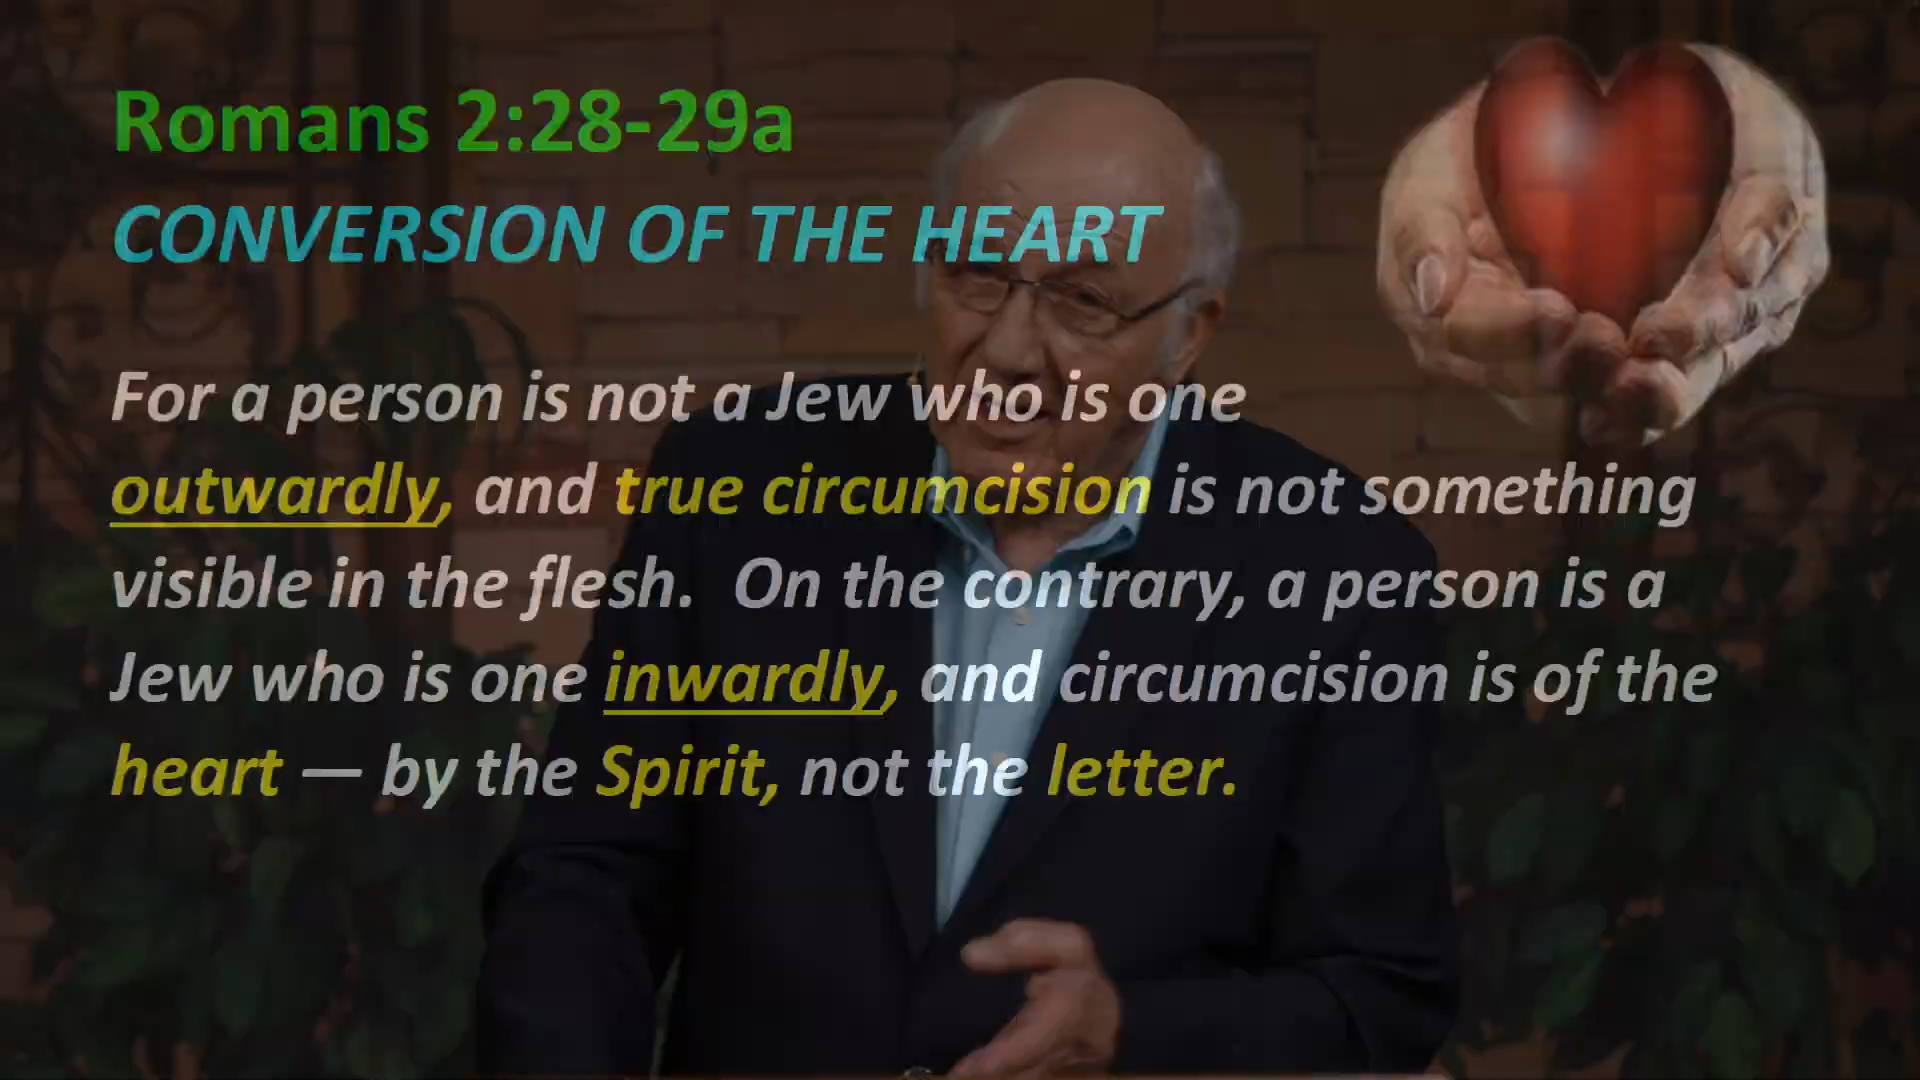 Romans 2:28-29a
CONVERSION OF THE HEART
For a person is not a Jew who is one
outwardly, and true circumcision is not something
visible in the flesh. On the contrary, a person is a
Jew who is one inwardly, and circumcision is of the
heart — by the Spirit, not the letter.